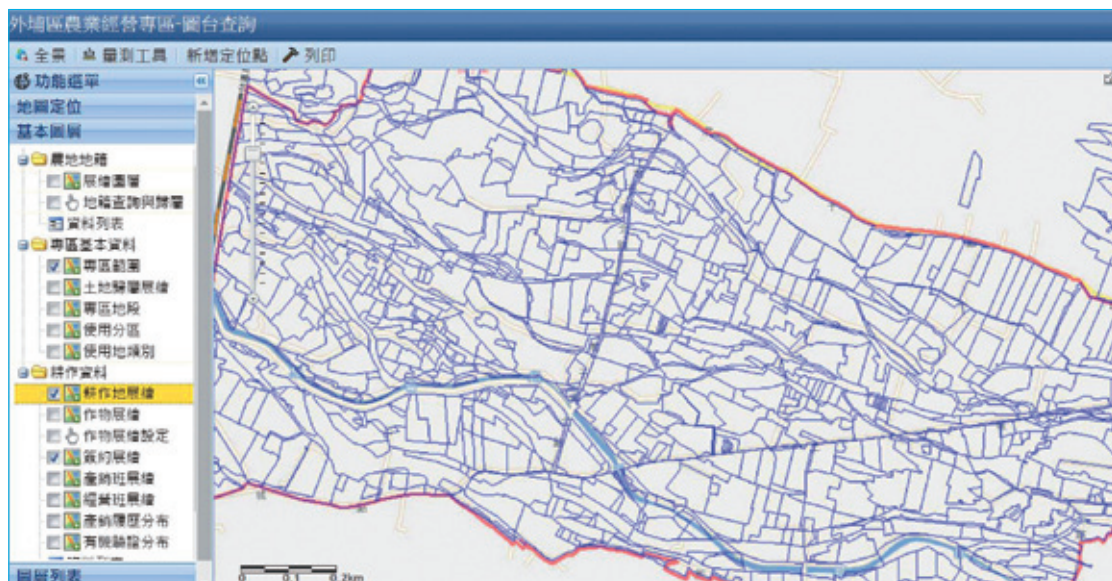 外埔區農業經營專區-圖台查詢
全景 量測工具 新增定位點 列印
功能選單
地圖定位
基本圖層
農地地籍
展繪圖層
地籍查詢與歸屬
資料列表
專區基本資料
專區範圍
土地歸屬展繪
專區地段
使用分區
使用地類別
耕作資料
耕作地展繪
作物展繪
作物展繪設定
簽約展繪
產銷班展繪
經營班展繪
產銷履歷分布
有機驗證分布
圖層列表
0 0.1 0.2km